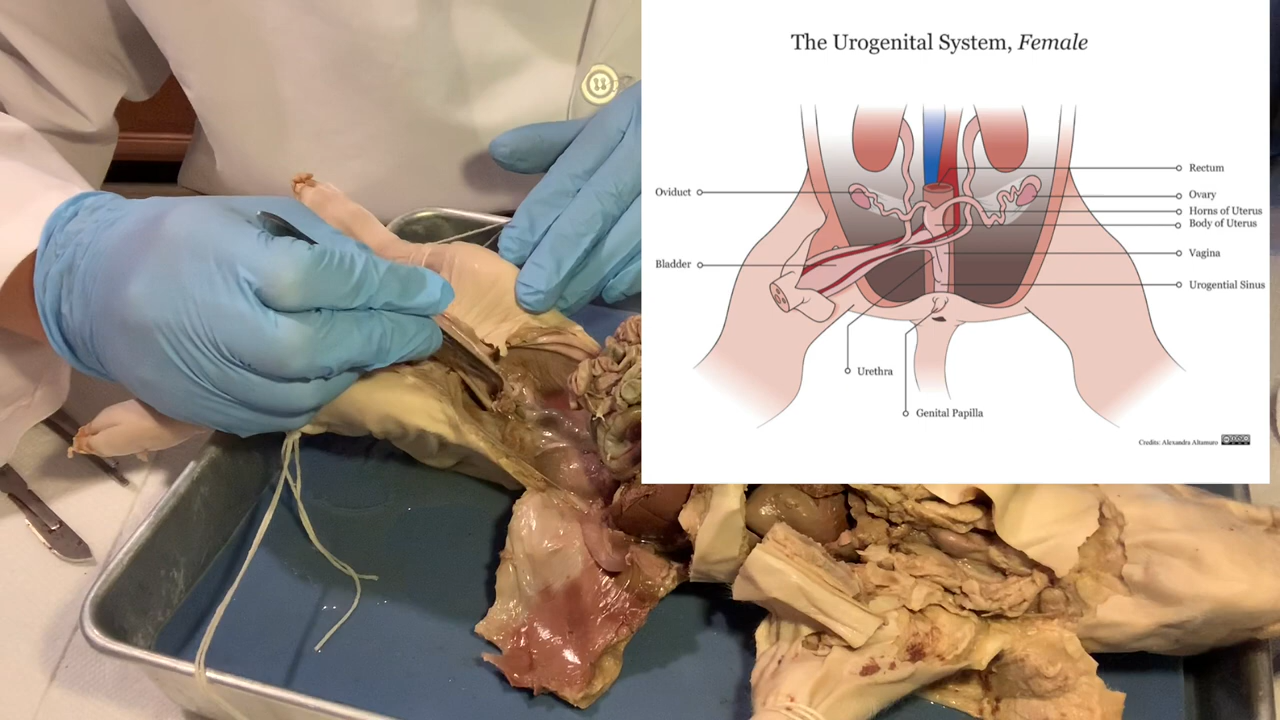 The Urogenital System, Female
Rectum
Oviduct
Ovary
Horns of Uterus
Body of Uterus
Vagina
Bladder
Urogential Sinus
Urethra
Genital Papilla
Credits: Alexandra Altamuro